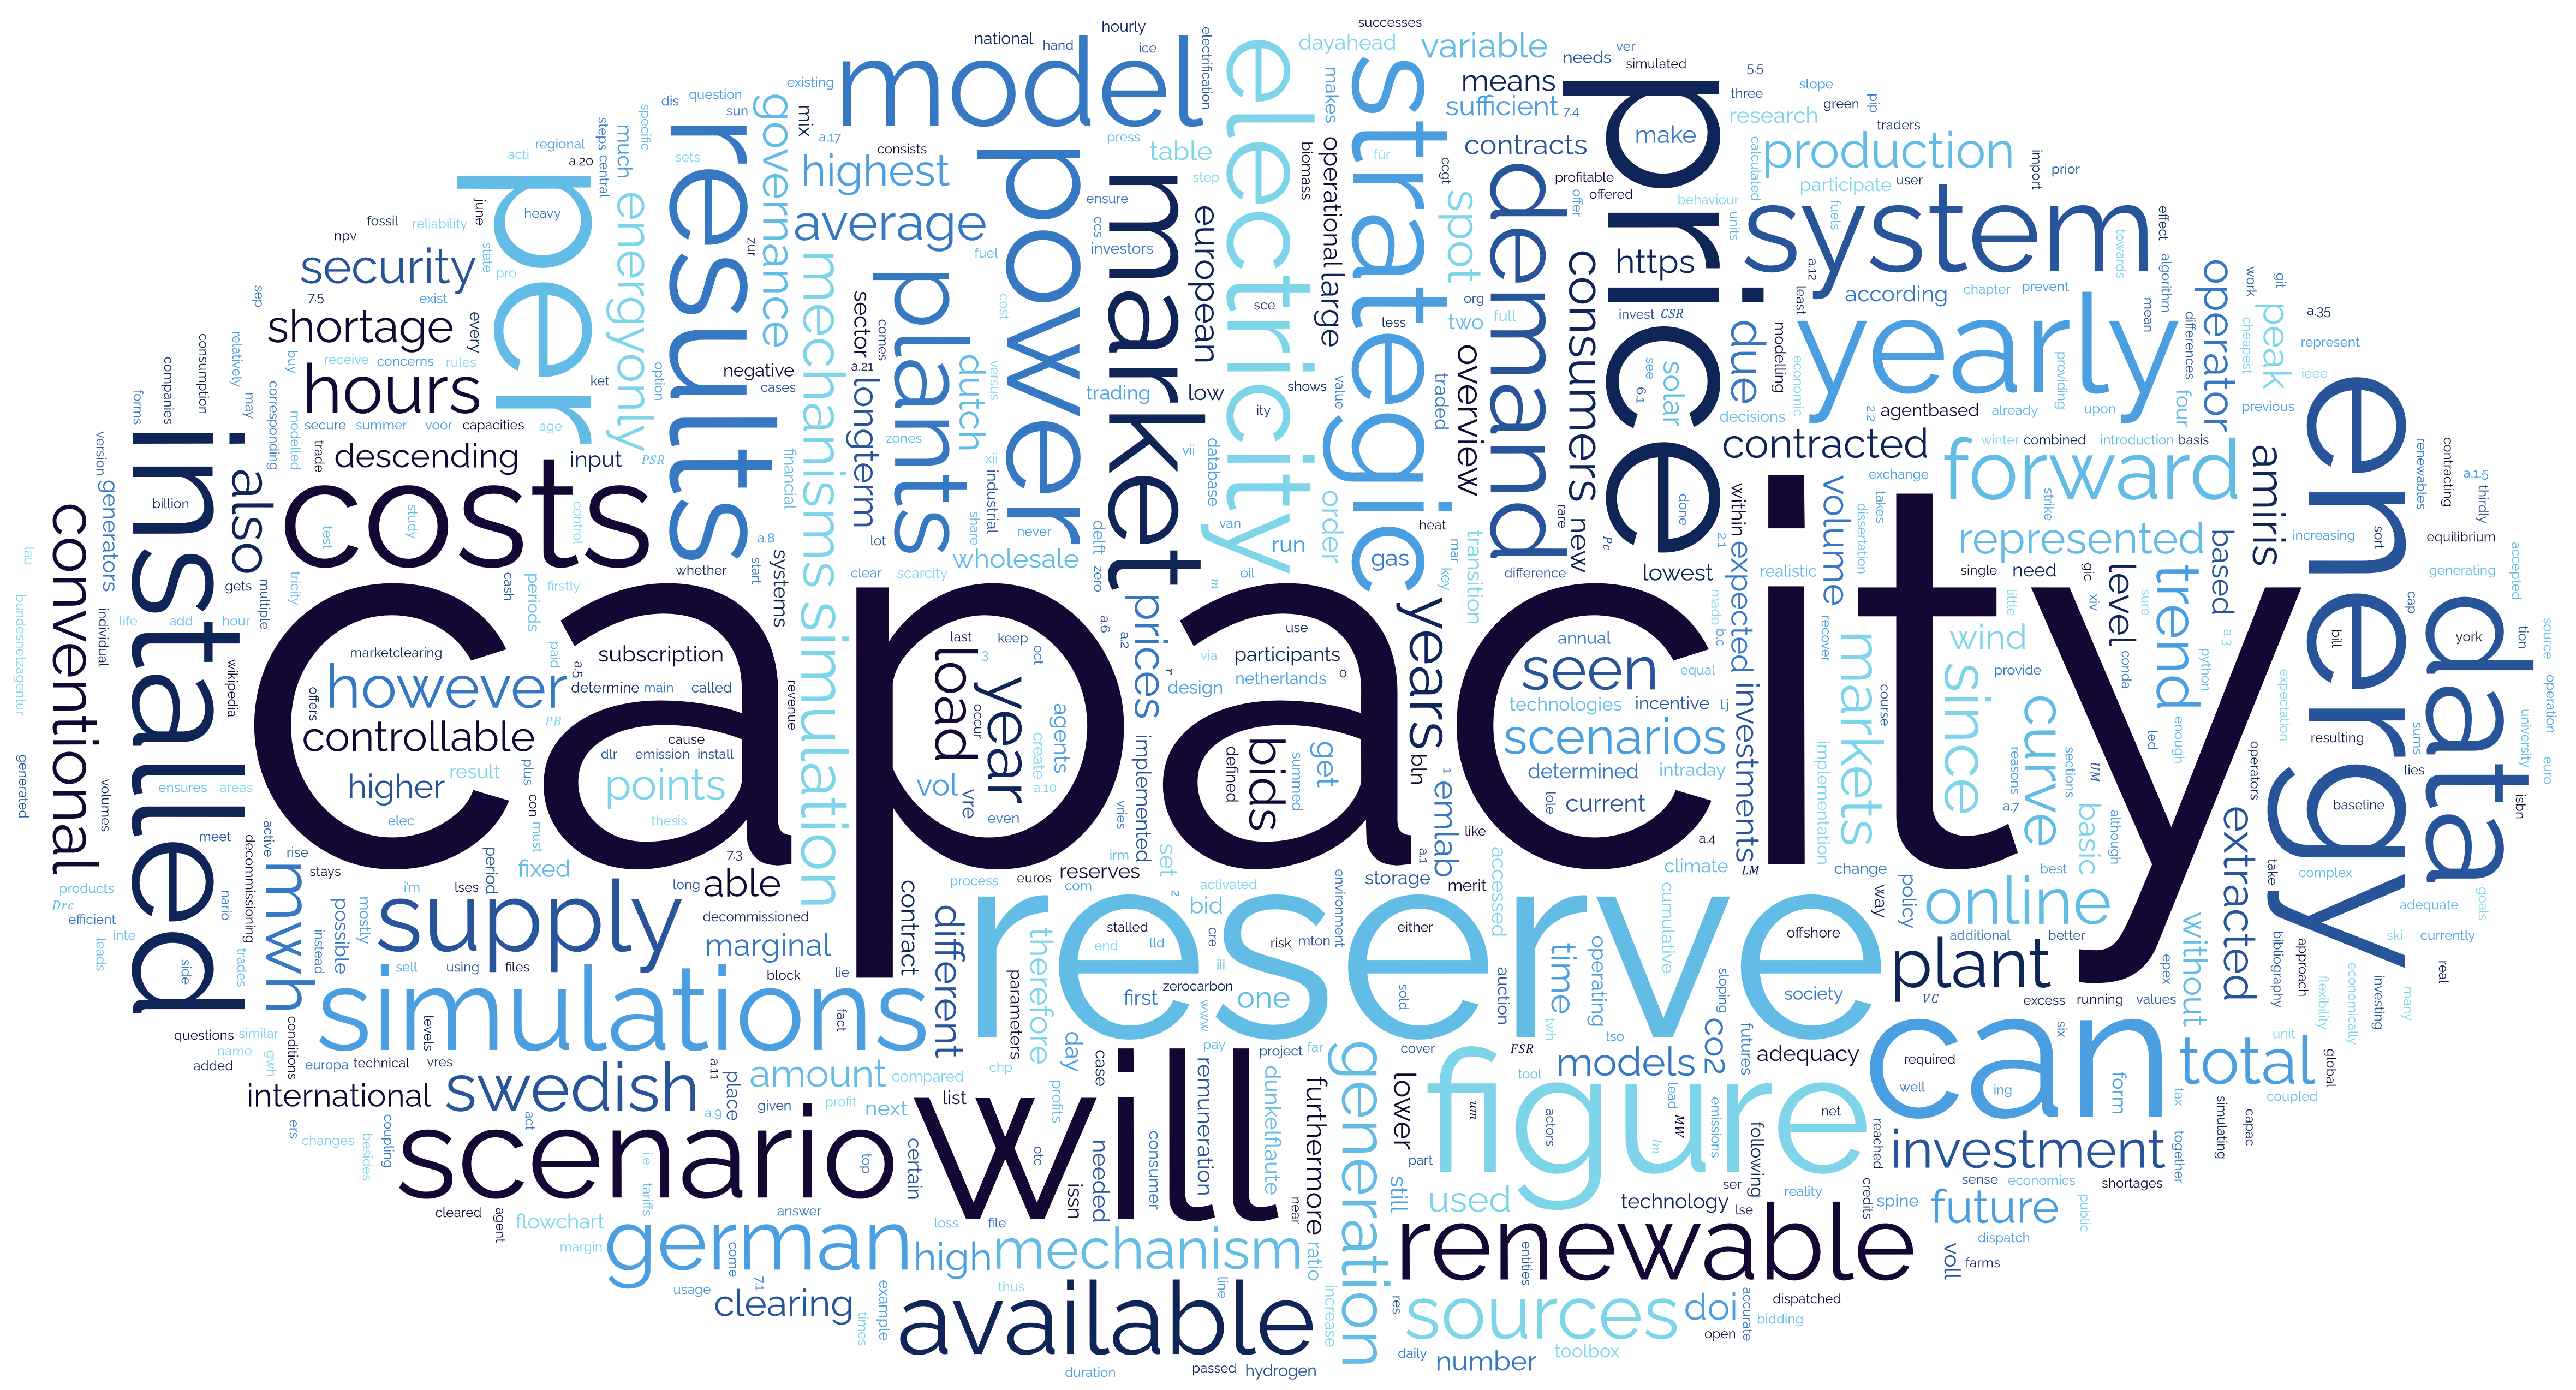 capacity
reserve
will
price
figure
can
per
costs
model
power
results
market
electricity
strategic
demand
system
yearly
energy
data
installed
simulations
scenario
renewable
available
supply
forward
plants
plant
german
swedish
mechanism
mechanisms
simulation
generation
sources
conventional
production
investment
total
online
future
hours
shortage
security
however
controllable
higher
points
load
year
years
bids
seen
scenarios
current
determined
intraday
technologies
incentive
annual
equal
participants
netherlands
use
via
design
prices
implemented
average
highest
governance
energyonly
variable
dayahead
sufficient
means
contracts
consumers
spot
european
operational
large
overview
traded
table
wholesale
scarcity
dutch
longterm
sector
negative
cases
trading
low
order
run
gas
lowest
new
due
solar
https
make
contracted
agentbased
already
upon
according
chapter
prevent
participate
user
research
operator
peak
amiris
based
represented
trend
level
volume
expected
investments
markets
since
wind
curve
basic
extracted
without
policy
way
change
climate
emlab
storage
reserves
merit
bid
set
one
first
zerocarbon
society
offshore
time
operating
cumulative
co2
futures
adequacy
models
technology
used
lower
still
furthermore
dunkelflaute
remuneration
needed
consumer
certain
different
therefore
contract
day
parameters
amount
compared
next
profit
list
able
marginal
decommissioned
fixed
mwh
possible
mostly
international
descending
input
also
generators
subscription
marketclearing
determine
main
called
cause
dlr
emission
install
result
thesis
elec
offers
vol
vre
even
agents
create
occur
last
keep
oct
get
summed
defined
high
clearing
flowchart
margin
answer
number
toolbox
doi
open
bidding
accurate
dispatched
daily
hydrogen
passed
duration
voll
farms
dispatch
spine
credits
economics
sense
shortages
public
together
simulating
capac
coupled
global
unit
tax
form
required
well
ing
six
values
running
excess
additional
better
although
best
successes
national
hourly
hand
ice
electrification
existing
question
dis
sun
mix
a.17
consists
press
step
biomass
für
makes
ccgt
needs
ver
simulated
5.5
7.4
three
slope
green
pip
traders
import
prior
calculated
behaviour
units
profitable
offered
offer
fuels
towards
effect
algorithm
work
git
a.35
represent
cheapest
ieee
previous
differences
four
providing
mean
economic
modelling
least
a.12
decisions
invest
CSR
see
6.1
done
Pc
org
two
full
less
value
shows
sce
ity
ensure
ccs
investors
fuel
cost
comes
a.21
versus
zones
xii
industrial
share
never
delft
zero
vii
database
van
oil
m
heat
mar
key
transition
difference
rare
specific
much
steps
central
a.20
regional
acti
sets
heavy
june
reliability
fossil
npv
state
pro
zur
sep
7.5
exist
every
buy
receive
concerns
rules
ket
option
secure
summer
voor
capacities
age
PSR
corresponding
modelled
trade
relatively
may
consumption
companies
forms
version
billion
financial
control
study
test
a.8
start
whether
systems
lot
clear
cash
periods
firstly
tricity
multiple
gets
hour
add
life
individual
wikipedia
lau
bundesnetzagentur
generated
volumes
ensures
areas
meet
decommissioning
active
rise
stays
products
Drc
efficient
nario
inte
leads
trades
side
instead
sell
using
files
questions
similar
name
gwh
added
conditions
europa
technical
levels
vres
ers
coupling
changes
besides
act
a.9
a.11
place
given
fact
block
lie
long
7.3
period
lses
i'm
plus
con
must
paid
a.5
PB
revenue
process
euros
com
irm
vries
a.2
a.6
a.10
activated
stalled
end
lld
cre
iii
risk
mton
www
pay
project
far
environment
either
sold
auction
accessed
like
a.1
a.4
lole
bln
b.c
made
2.1
within
realistic
winter
combined
introduction
basis
exchange
strike
takes
dissertation
2.2
single
need
little
gic
xiv
sure
a.3
python
conda
provide
recover
course
implementation
enough
led
reasons
sections
UM
a.7
LM
operators
expectation
resulting
baseline
sums
lies
bill
cap
sort
increasing
equilibrium
generating
accepted
renewables
contracting
a.1.5
thirdly
york
tion
source
operation
university
euro
isbn
take
complex
adequate
goals
ski
currently
real
approach
bibliography
flexibility
economically
investing
many
epex
VC
sloping
twh
tso
FSR
cover
tool
lead
MW
um
lm
emissions
actors
net
following
reached
part
ser
lse
reality
entities
res
increase
ratio
line
near
issn
otc
case
chp
profits
loss
file
thus
example
times
usage
come
7.1
tariffs
i.e
top
cleared
agent